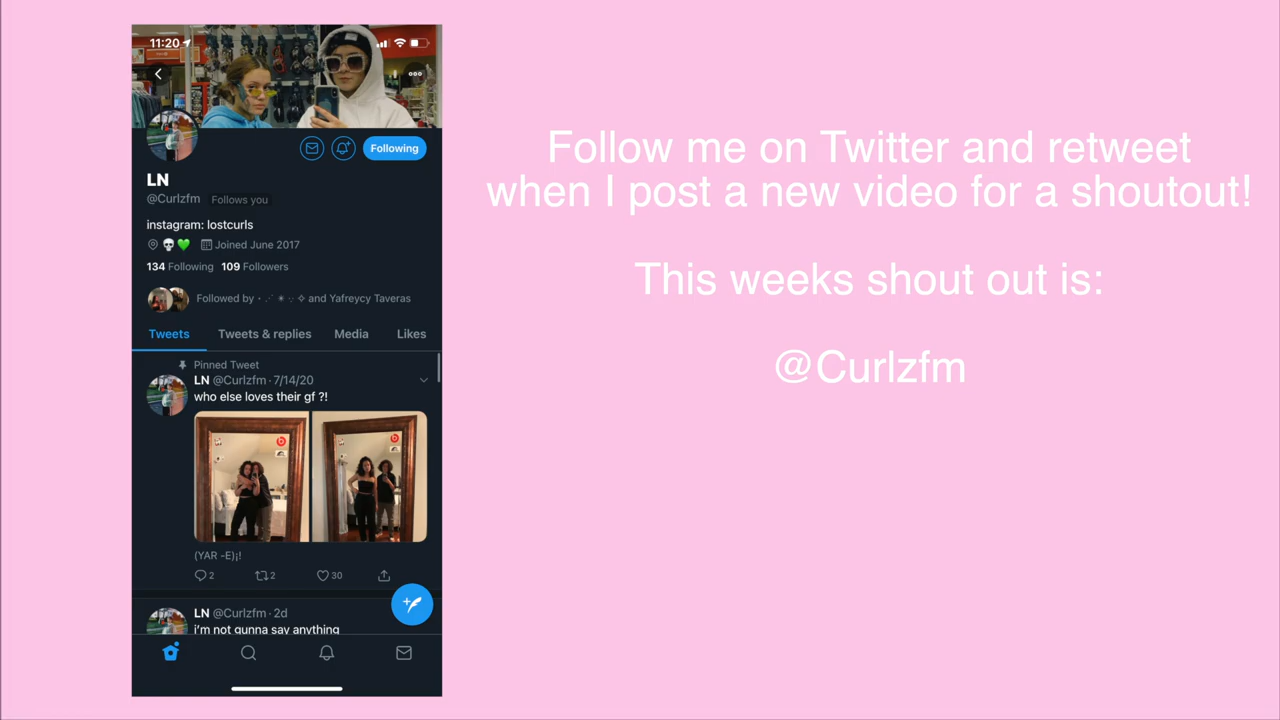 11:20
Following
LN
@Curlzfm Follows you
instagram: lostcurls
💀💚 Joined June 2017
134 Following 109 Followers
Followed by and Yafreycy Taveras
Tweets Tweets & replies Media Likes
Pinned Tweet
LN @Curlzfm · 7/14/20
who else loves their gf ?!
(YAR -E)¡!
2 2 30
LN @Curlzfm · 2d
i'm not gunna say anything
Follow me on Twitter and retweet
when I post a new video for a shoutout!
This weeks shout out is:
@Curlzfm